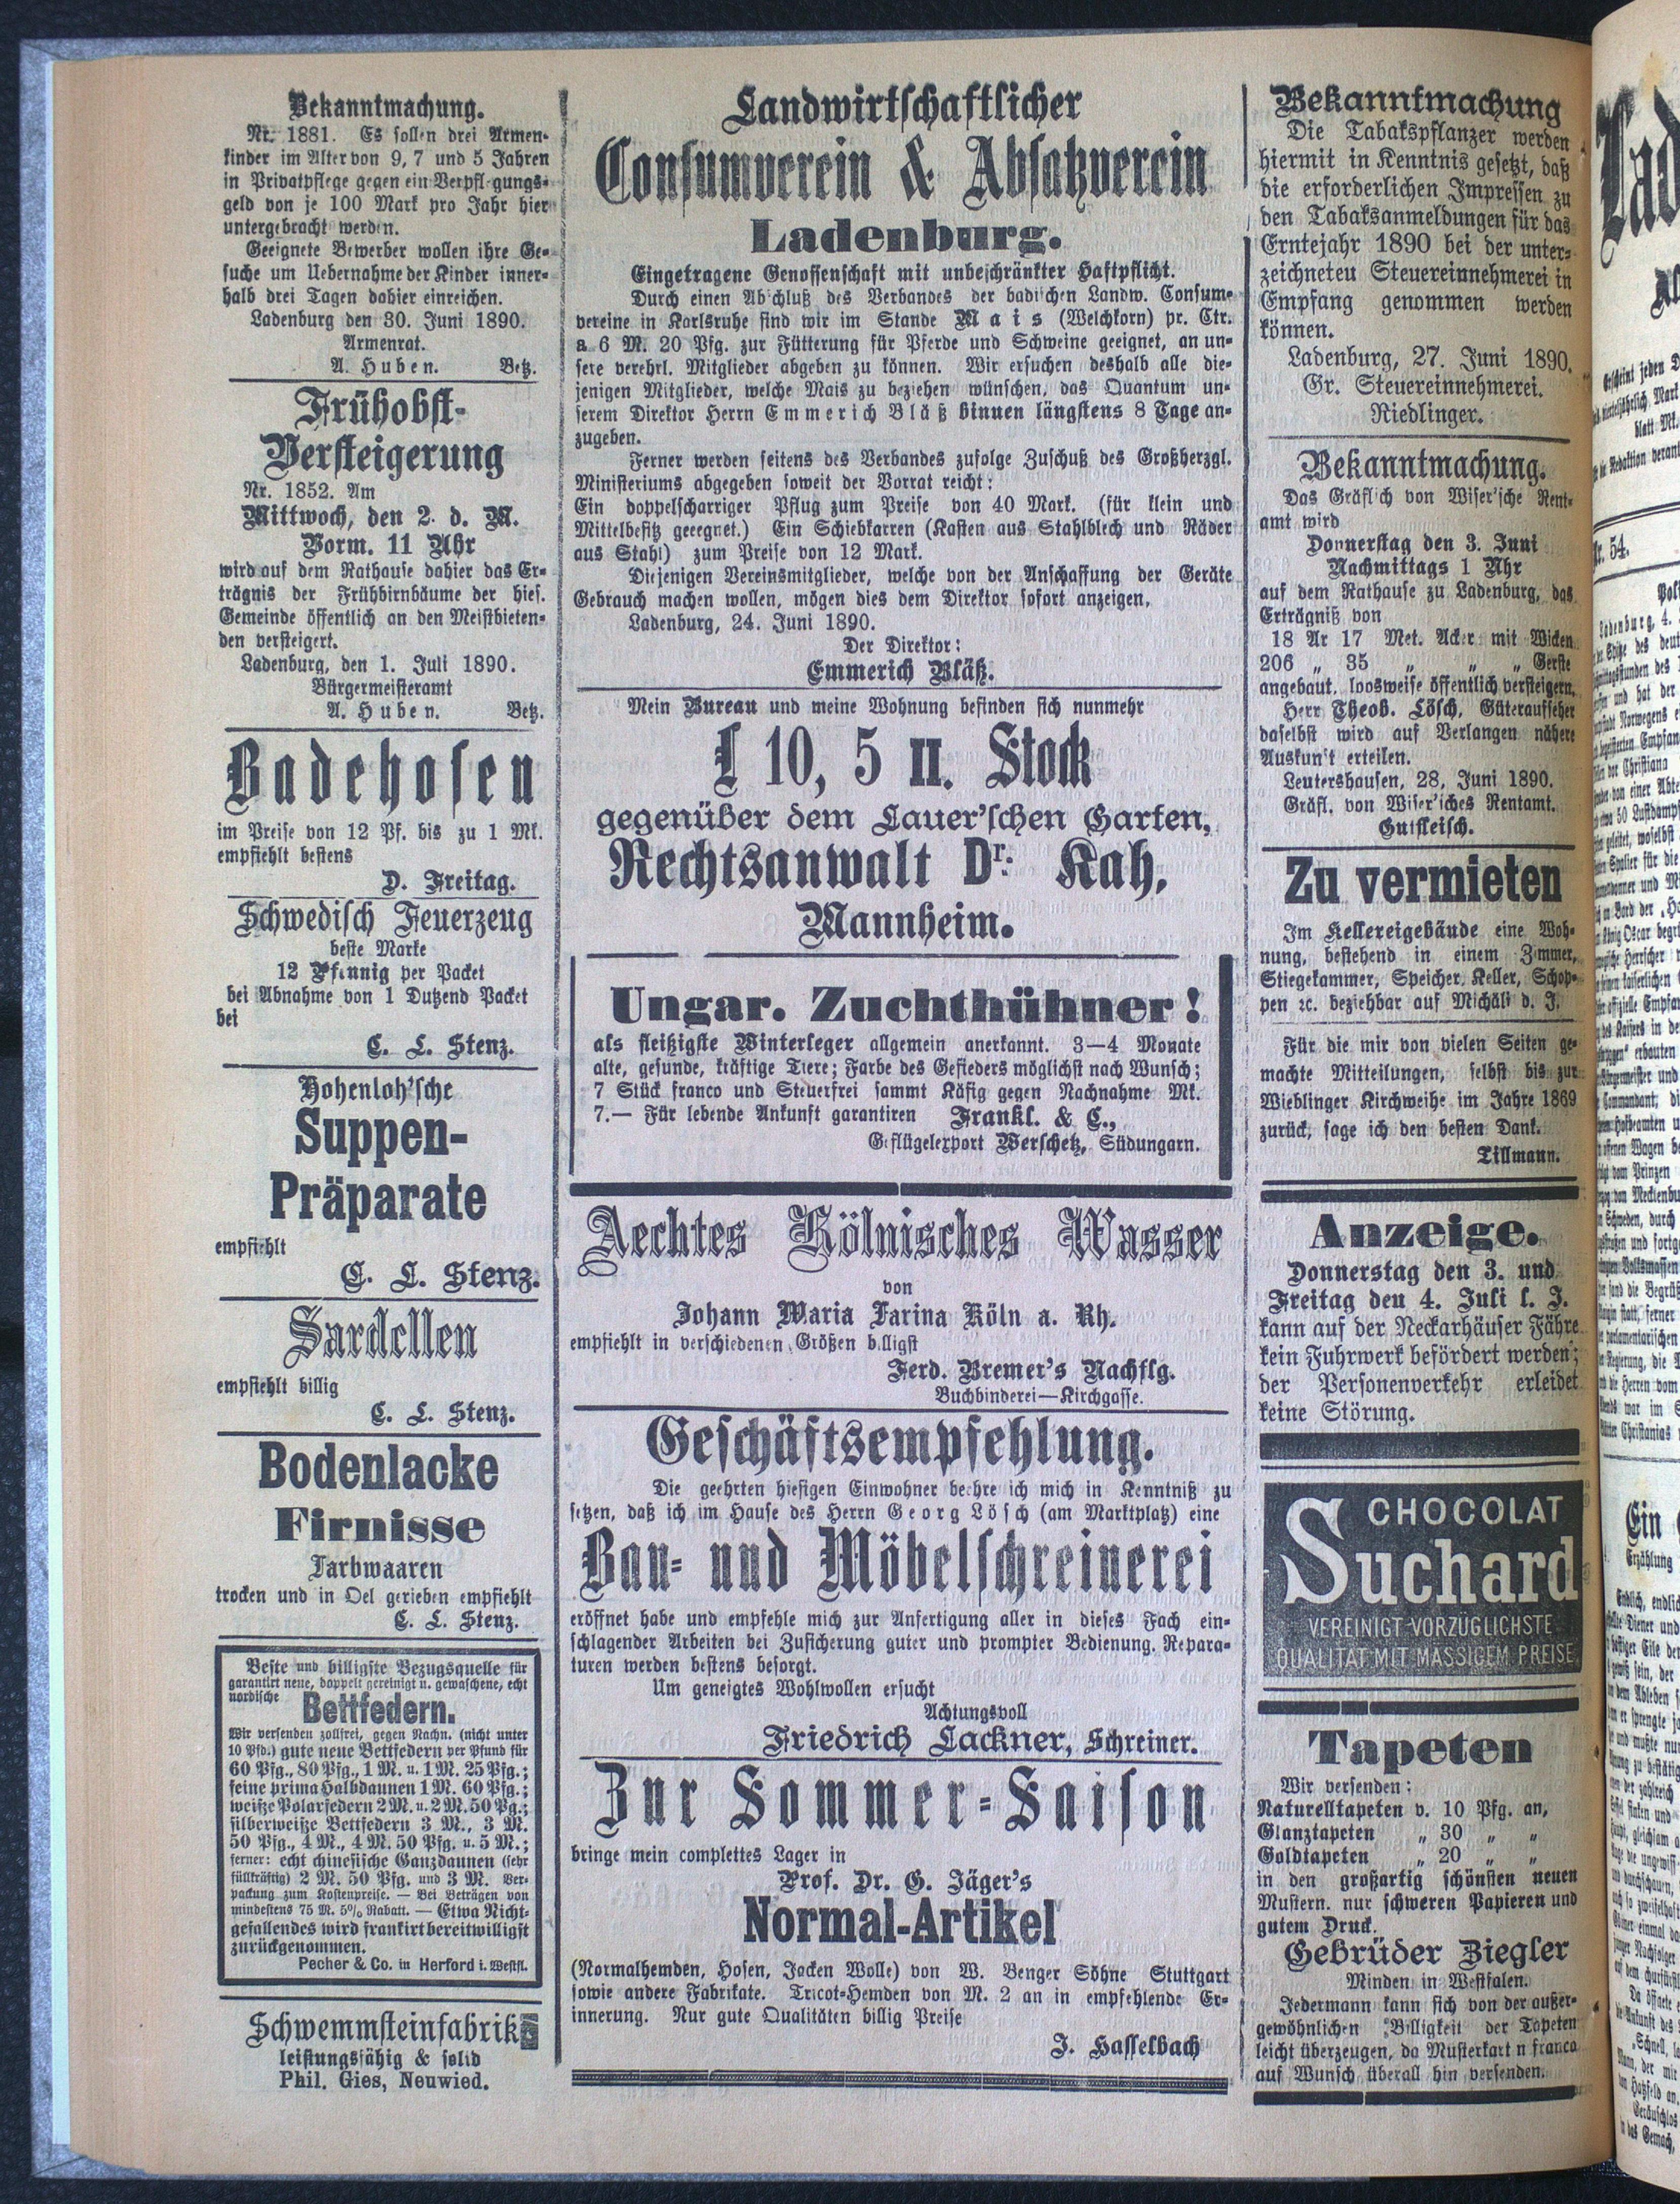 Bekanntmachung.
Nr. 1881. Es sollen drei Armen-
kinder im Alter von 9, 7 und 5 Jahren
in Privatpflege gegen ein Verpflegungs-
geld von je 100 Mark pro Jahr hier
untergebracht werden.
Geeignete Bewerber wollen ihre Ge-
suche um Uebernahme der Kinder inner-
halb drei Tagen dahier einreichen.
Ladenburg den 30. Juni 1890.
Armenrat.
A. Huben. Betz.
Frühobst-
Versteigerung
Nr. 1852. Am
Mittwoch, den 2. d. M.
Vorm. 11 Uhr
wird auf dem Rathause dahier das Er-
trägnis der Frühbirnbäume der hies.
Gemeinde öffentlich an den Meistbieten-
den versteigert.
Ladenburg, den 1. Juli 1890.
Bürgermeisteramt
A. Huben. Betz.
Badehosen
im Preise von 12 Pf. bis zu 1 Mk.
empfiehlt bestens
D. Freitag.
Schwedisch Feuerzeug
beste Marke
12 Pfennig per Packet
bei Abnahme von 1 Dutzend Packet
bei
C. L. Stenz.
Hohenloh'sche
Suppen-
Präparate
empfiehlt
C. L. Stenz.
Sardellen
empfiehlt billig
C. L. Stenz.
Bodenlacke
Firnisse
Farbwaaren
trocken und in Oel gerieben empfiehlt
C. L. Stenz.
Beste und billigste Bezugsquelle für
garantirt neue, doppelt gereinigt u. gewaschene, echt
nordische
Bettfedern.
Wir versenden zollfrei, gegen Nachn. (nicht unter
10 Pfd.) gute neue Bettfedern per Pfund für
60 Pfg., 80 Pfg., 1 M. u. 1 M. 25 Pfg.;
feine prima Halbdaunen 1 M. 60 Pfg.;
weiße Polarfedern 2 M. u. 2 M. 50 Pg.;
silberweiße Bettfedern 3 M., 3 M.
50 Pfg., 4 M., 4 M. 50 Pfg. u. 5 M.;
ferner: echt chinesische Ganzdaunen (sehr
füllkräftig) 2 M. 50 Pfg. und 3 M. Ver-
packung zum Kostenpreise. — Bei Beträgen von
mindestens 75 M. 5% Rabatt. — Etwa Nicht-
gefallendes wird frankirt bereitwilligst
zurückgenommen.
Pecher & Co. in Herford i. Westfl.
Schwemmsteinfabrik
leistungsfähig & solid
Phil. Gies, Neuwied.
Landwirtschaftlicher
Consumverein & Absatzverein
Ladenburg.
Eingetragene Genossenschaft mit unbeschränkter Haftpflicht.
Durch einen Abschluß des Verbandes der badischen Landw. Consum-
vereine in Karlsruhe sind wir im Stande Mais (Welchkorn) pr. Ctr.
a 6 M. 20 Pfg. zur Fütterung für Pferde und Schweine geeignet, an un-
sere verehrl. Mitglieder abgeben zu können. Wir ersuchen deshalb alle die-
jenigen Mitglieder, welche Mais zu beziehen wünschen, das Quantum un-
serem Direktor Herrn Emmerich Bläß binnen längstens 8 Tage an-
zugeben.
Ferner werden seitens des Verbandes zufolge Zuschuß des Großherzgl.
Ministeriums abgegeben soweit der Vorrat reicht:
Ein doppelscharriger Pflug zum Preise von 40 Mark. (für klein und
Mittelbesitz geeegnet.) Ein Schiebkarren (Kasten aus Stahlblech und Räder
aus Stahl) zum Preise von 12 Mark.
Diejenigen Vereinsmitglieder, welche von der Anschaffung der Geräte
Gebrauch machen wollen, mögen dies dem Direktor sofort anzeigen.
Ladenburg, 24. Juni 1890.
Der Direktor:
Emmerich Bläß.
Mein Bureau und meine Wohnung befinden sich nunmehr
L 10, 5 II. Stock
gegenüber dem Lauer'schen Garten,
Rechtsanwalt Dr. Kah,
Mannheim.
Ungar. Zuchthühner!
als fleißigste Winterleger allgemein anerkannt. 3—4 Monate
alte, gesunde, kräftige Tiere; Farbe des Gefieders möglichst nach Wunsch;
7 Stück franco und Steuerfrei sammt Käfig gegen Nachnahme Mk.
7.— Für lebende Ankunft garantiren Frankl. & C.,
Geflügelexport Werschetz, Südungarn.
Aechtes Kölnisches Wasser
von
Johann Maria Farina Köln a. Rh.
empfiehlt in verschiedenen Größen billigst
Ferd. Bremer's Nachflg.
Buchbinderei—Kirchgasse.
Geschäftsempfehlung.
Die geehrten hiesigen Einwohner beehre ich mich in Kenntniß zu
setzen, daß ich im Hause des Herrn Georg Lösch (am Marktplatz) eine
Bau- und Möbelschreinerei
eröffnet habe und empfehle mich zur Anfertigung aller in dieses Fach ein-
schlagender Arbeiten bei Zusicherung guter und prompter Bedienung. Repara-
turen werden bestens besorgt.
Um geneigtes Wohlwollen ersucht
Achtungsvoll
Friedrich Lackner, Schreiner.
Zur Sommer-Saison
bringe mein complettes Lager in
Prof. Dr. G. Jäger's
Normal-Artikel
(Normalhemden, Hosen, Jacken Wolle) von W. Benger Söhne Stuttgart
sowie andere Fabrikate. Tricot-Hemden von M. 2 an in empfehlende Er-
innerung. Nur gute Qualitäten billig Preise
J. Hasselbach
Bekanntmachung
Die Tabakspflanzer werden
hiermit in Kenntnis gesetzt, daß
die erforderlichen Impressen zu
den Tabaksanmeldungen für das
Erntejahr 1890 bei der unter-
zeichneteu Steuereinnehmerei in
Empfang genommen werden
können.
Ladenburg, 27. Juni 1890.
Gr. Steuereinnehmerei.
Riedlinger.
Bekanntmachung.
Das Gräflich von Wiser'sche Rent-
amt wird
Donnerstag den 3. Juni
Nachmittags 1 Uhr
auf dem Rathause zu Ladenburg, das
Erträgniß von
18 Ar 17 Met. Acker mit Wicken
206 „ 35 „ „ „ Gerste
angebaut, loosweise öffentlich versteigern.
Herr Theob. Lösch, Güteraufseher
daselbst wird auf Verlangen nähere
Auskunft erteilen.
Leutershausen, 28. Juni 1890.
Gräfl. von Wiser'sches Rentamt.
Gutfleisch.
Zu vermieten
Im Kellereigebäude eine Woh-
nung, bestehend in einem Zimmer,
Stiegekammer, Speicher, Keller, Schop-
pen ꝛc. beziehbar auf Michäli d. J.
Für die mir von vielen Seiten ge-
machte Mitteilungen, selbst bis zur
Wieblinger Kirchweihe im Jahre 1869
zurück, sage ich den besten Dank.
Tillmann.
Anzeige.
Donnerstag den 3. und
Freitag den 4. Juli l. J.
kann auf der Neckarhäuser Fähre
kein Fuhrwerk befördert werden;
der Personenverkehr erleidet
keine Störung.
CHOCOLAT
Suchard
VEREINIGT VORZÜGLICHSTE
QUALITÄT MIT MÄSSIGEM PREISE
Tapeten
Wir versenden:
Naturelltapeten v. 10 Pfg. an,
Glanztapeten „ 30 „ „
Goldtapeten „ 20 „ „
in den großartig schönsten neuen
Mustern, nur schweren Papieren und
gutem Druck.
Gebrüder Ziegler
Minden in Westfalen.
Jedermann kann sich von der außer-
gewöhnlichen Billigkeit der Tapeten
leicht überzeugen, da Musterkart n franco
auf Wunsch überall hin versenden.